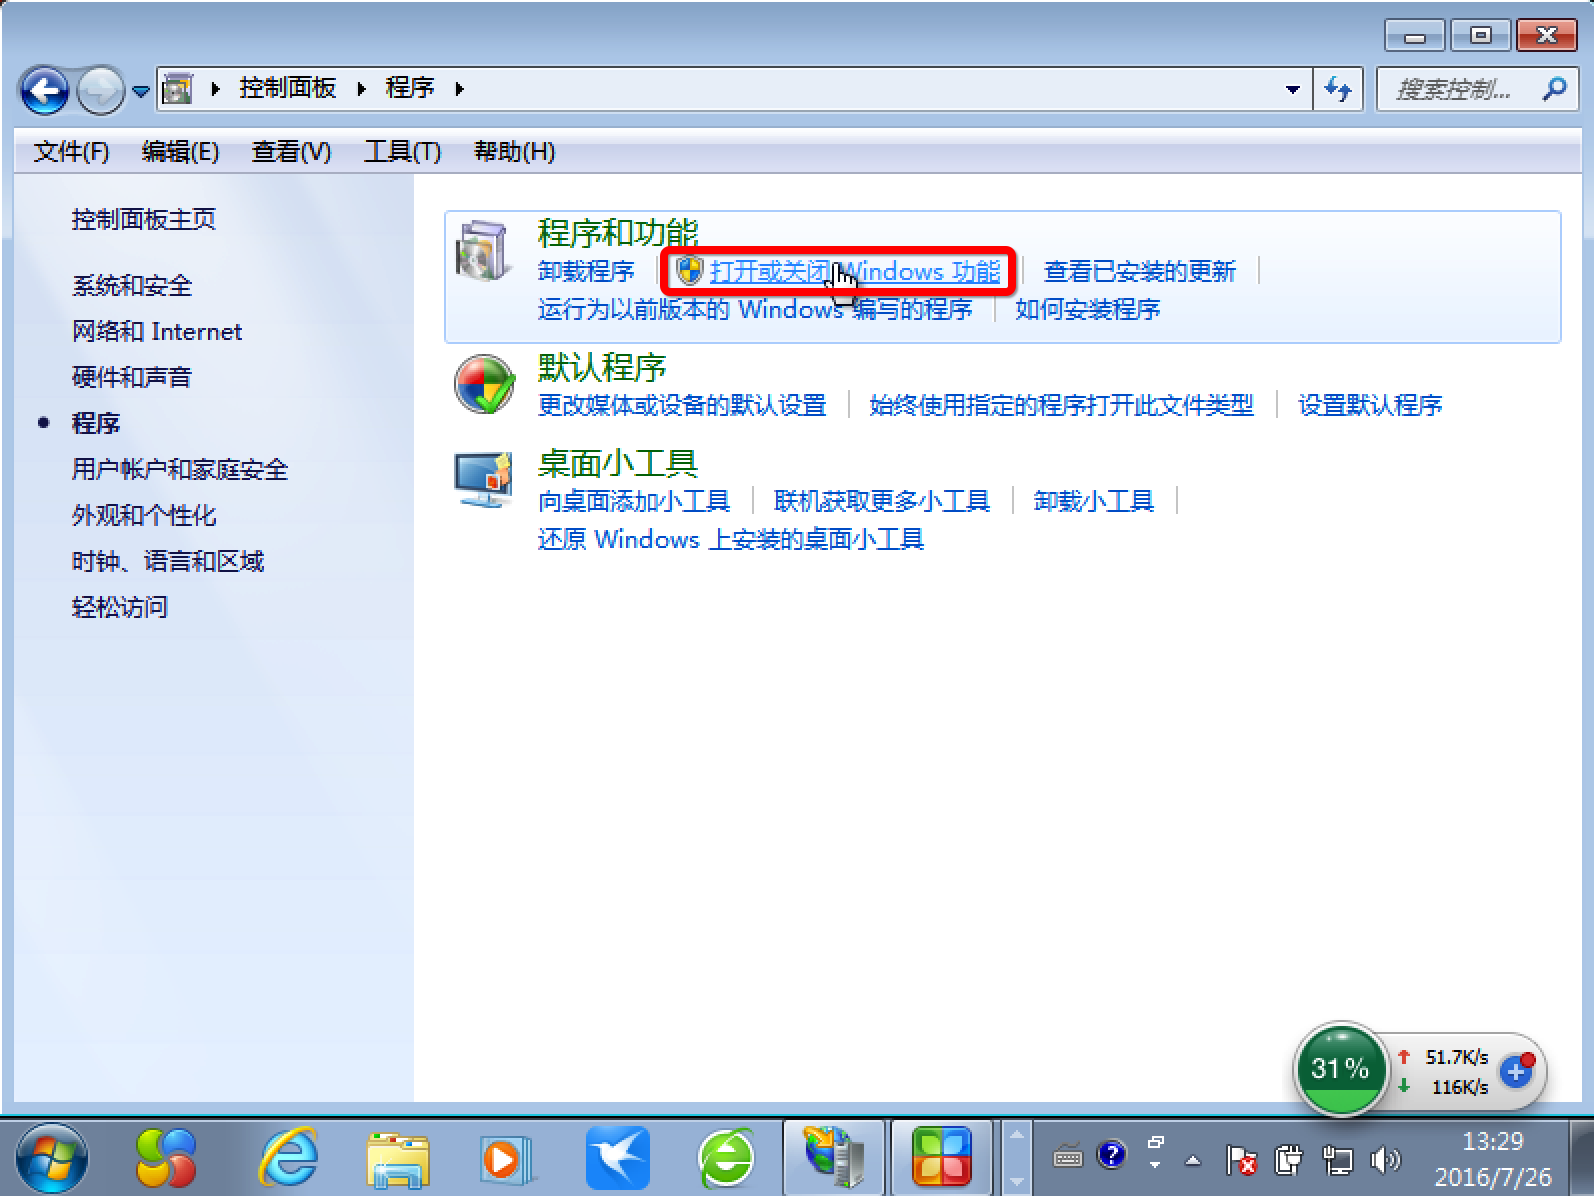 控制面板 程序
搜索控制...
文件(F) 编辑(E) 查看(V) 工具(T) 帮助(H)
控制面板主页
系统和安全
网络和 Internet
硬件和声音
程序
用户帐户和家庭安全
外观和个性化
时钟、语言和区域
轻松访问
程序和功能
卸载程序 打开或关闭 Windows 功能 查看已安装的更新
运行为以前版本的 Windows 编写的程序 如何安装程序
默认程序
更改媒体或设备的默认设置 始终使用指定的程序打开此文件类型 设置默认程序
桌面小工具
向桌面添加小工具 联机获取更多小工具 卸载小工具
还原 Windows 上安装的桌面小工具
31%
51.7K/s
116K/s
13:29
2016/7/26